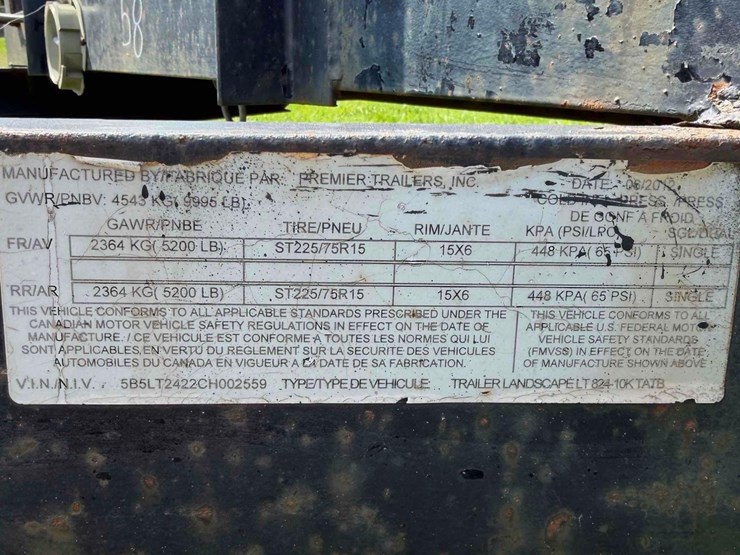 58
MANUFACTURED BY/FABRIQUE PAR: PREMIER TRAILERS, INC. DATE: 06/2012
GVWR/PNBV: 4543 KG( 9995 LB) COLD PRESS /PRESS
DE GONF A FROID
GAWR/PNBE TIRE/PNEU RIM/JANTE KPA (PSI/LPC)
FR/AV 2364 KG( 5200 LB) ST225/75R15 15X6 448 KPA( 65 PSI) SINGLE
RR/AR 2364 KG( 5200 LB) ST225/75R15 15X6 448 KPA( 65 PSI) SINGLE
THIS VEHICLE CONFORMS TO ALL APPLICABLE STANDARDS PRESCRIBED UNDER THE
CANADIAN MOTOR VEHICLE SAFETY REGULATIONS IN EFFECT ON THE DATE OF
MANUFACTURE. / CE VEHICULE EST CONFORME A TOUTES LES NORMES QUI LUI
SONT APPLICABLES, EN VERTU DU REGLEMENT SUR LA SECURITE DES VEHICULES
AUTOMOBILES DU CANADA EN VIGUEUR A LA DATE DE SA FABRICATION.
THIS VEHICLE CONFORMS TO ALL
APPLICABLE U.S. FEDERAL MOTOR
VEHICLE SAFETY STANDARDS
(FMVSS) IN EFFECT ON THE DATE
OF MANUFACTURE SHOWN ABOVE
V.I.N./N.I.V. 5B5LT2422CH002559 TYPE/TYPE DE VEHICULE: TRAILER LANDSCAPE LT 824-10K TATB